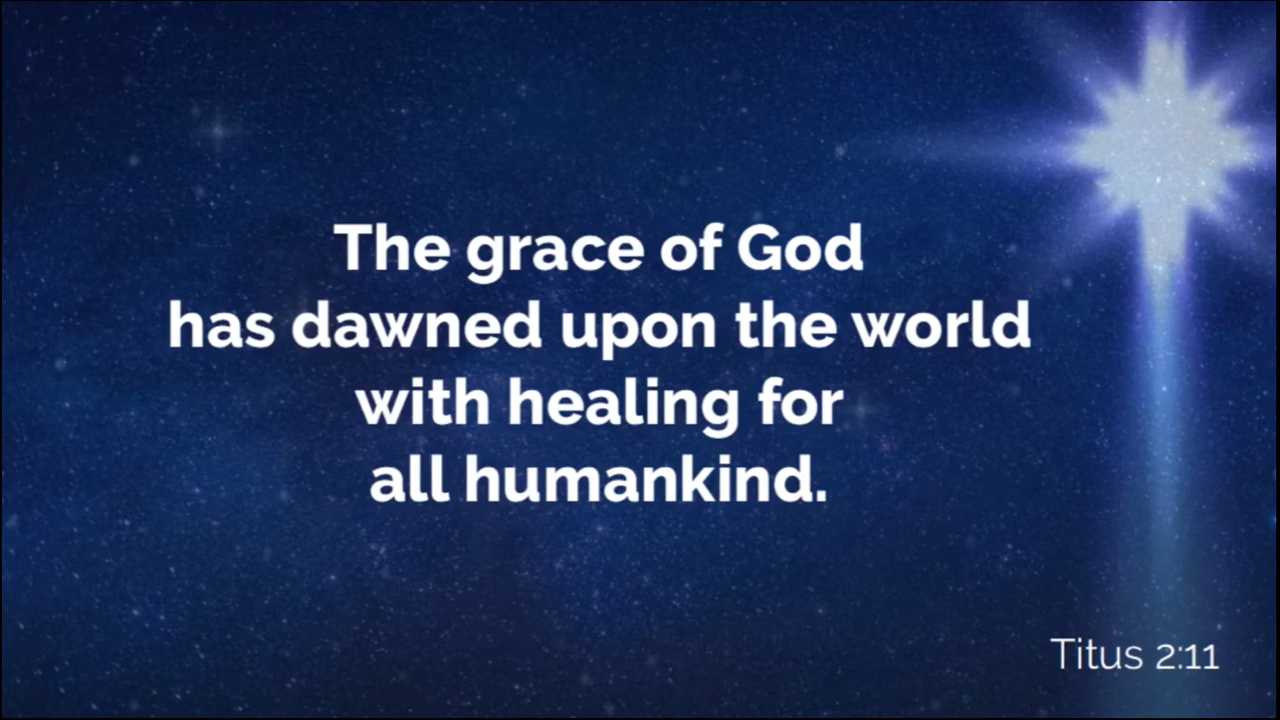 The grace of God
has dawned upon the world
with healing for
all humankind.
Titus 2:11